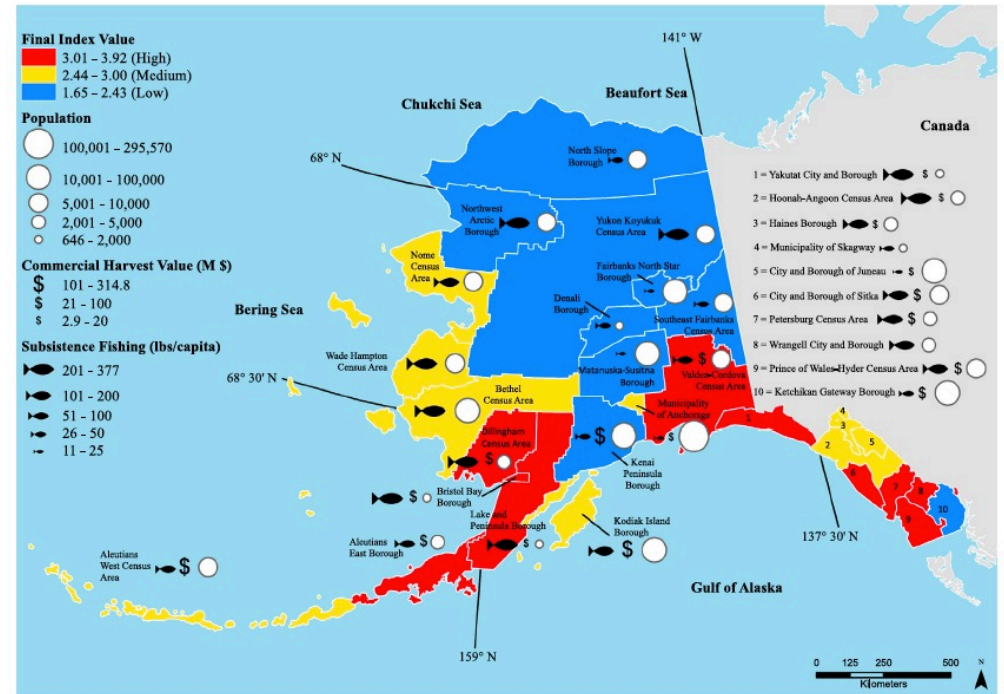 Final Index Value
3.01 – 3.92 (High)
2.44 – 3.00 (Medium)
1.65 – 2.43 (Low)
Population
100,001 - 295,570
10,001 - 100,000
5,001 - 10,000
2,001 - 5,000
646 - 2,000
Commercial Harvest Value (M $)
$ 101 - 314.8
$ 21 - 100
$ 2.9 - 20
Subsistence Fishing (lbs/capita)
201 - 377
101 - 200
51 - 100
26 - 50
11 - 25
141° W
Beaufort Sea
Chukchi Sea
Canada
68° N
North Slope
Borough
Northwest
Arctic
Borough
Yukon Koyukuk
Census Area
Nome
Census
Area
Fairbanks North Star
Borough
Denali
Borough
Southeast Fairbanks
Census Area
Bering Sea
Wade Hampton
Census Area
Matanuska-Susitna
Borough
Valdez-Cordova
Census Area
$
68° 30' N
Bethel
Census Area
Municipality
of Anchorage
$
Dillingham
Census Area
$
Kenai
Peninsula
Borough
$
Bristol Bay
Borough
$
Lake and
Peninsula Borough
$
Kodiak Island
Borough
$
Aleutians
East Borough
$
Aleutians
West Census
Area
$
1 = Yakutat City and Borough $
2 = Hoonah-Angoon Census Area $
3 = Haines Borough $
4 = Municipality of Skagway
5 = City and Borough of Juneau $
6 = City and Borough of Sitka $
7 = Petersburg Census Area $
8 = Wrangell City and Borough
9 = Prince of Wales-Hyder Census Area $
10 = Ketchikan Gateway Borough $
1
4
3
2
5
6
7
8
9
10
137° 30' N
Gulf of Alaska
159° N
0 125 250 500
Kilometers
N